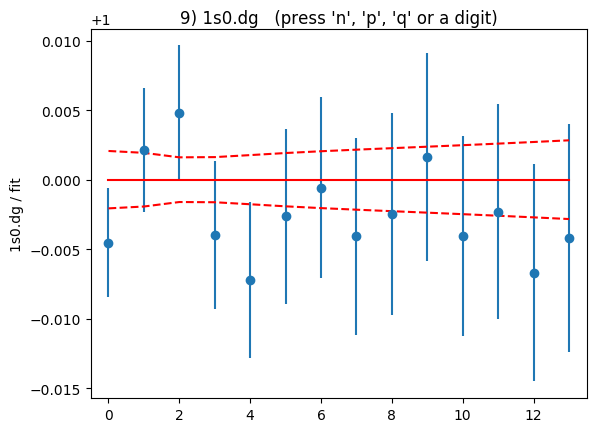 9) 1s0.dg   (press 'n', 'p', 'q' or a digit)
+1
0.010
0.005
0.000
−0.005
−0.010
−0.015
1s0.dg / fit
0 2 4 6 8 10 12